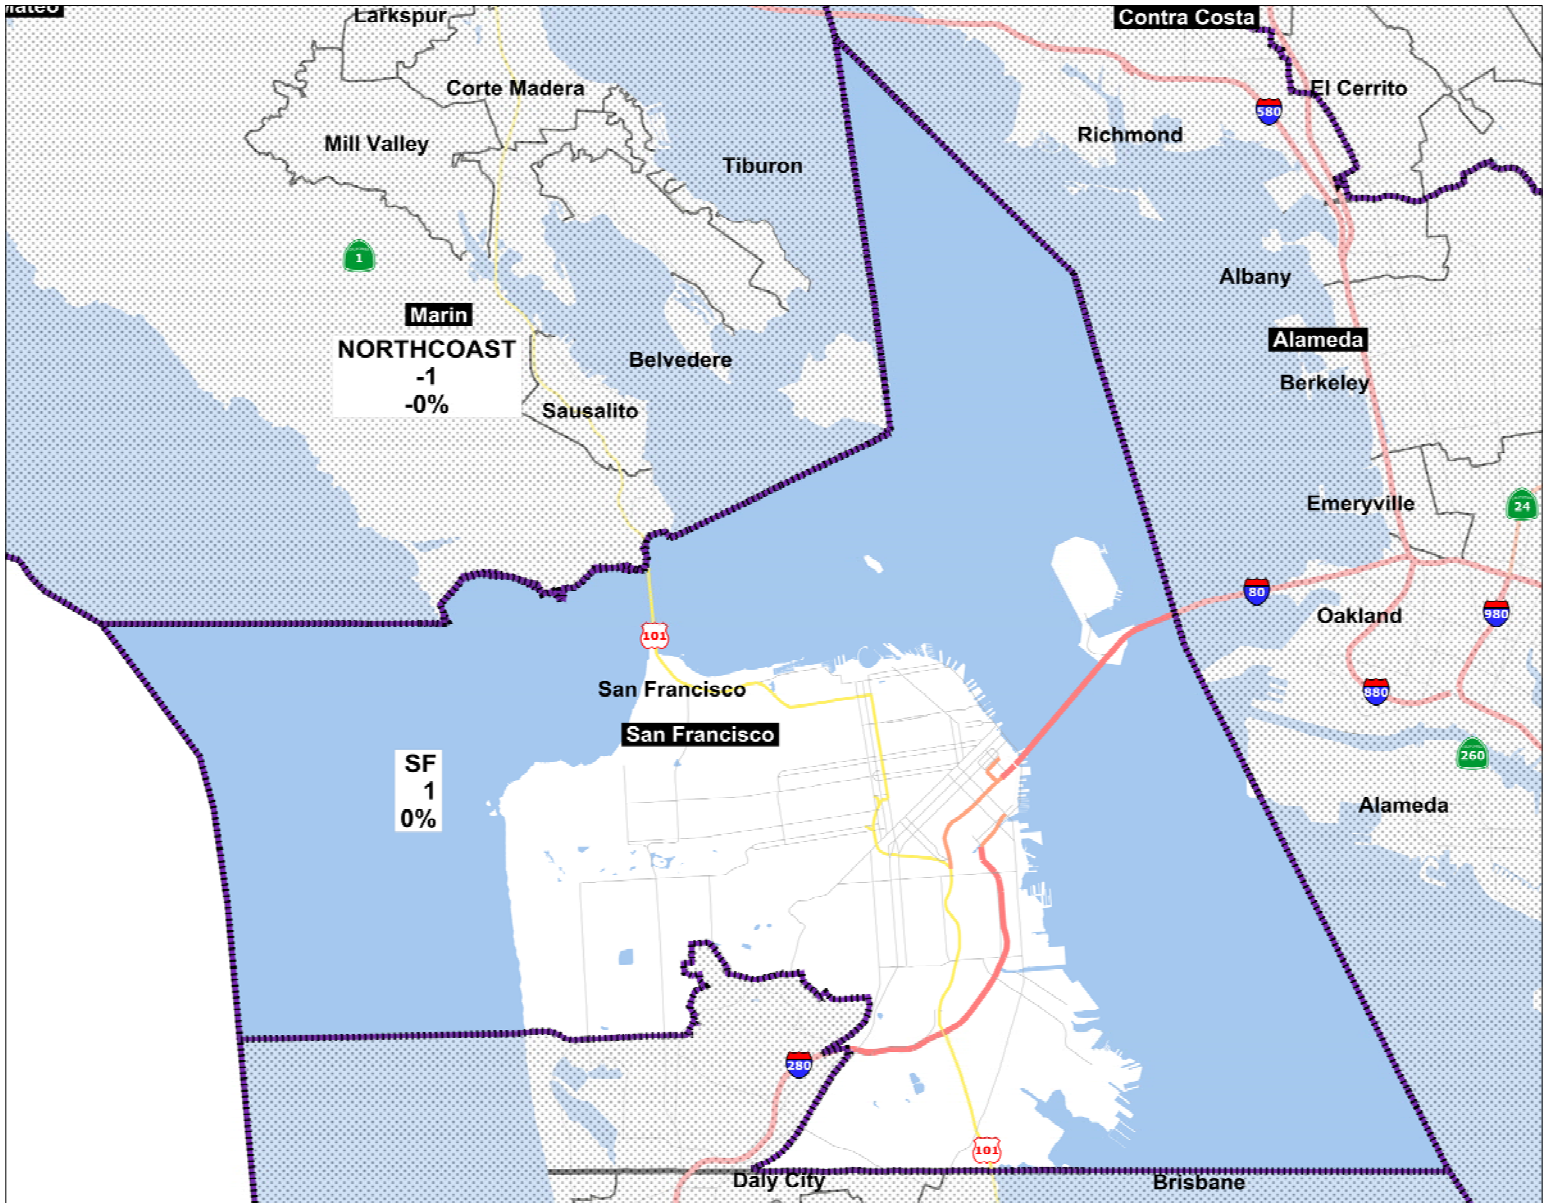 Larkspur
Contra Costa
Corte Madera
El Cerrito
580
Mill Valley
Richmond
Tiburon
1
Albany
Marin
NORTHCOAST
-1
-0%
Alameda
Belvedere
Berkeley
Sausalito
Emeryville
24
80
Oakland
980
101
San Francisco
880
San Francisco
260
SF
1
0%
Alameda
280
101
Daly City
Brisbane